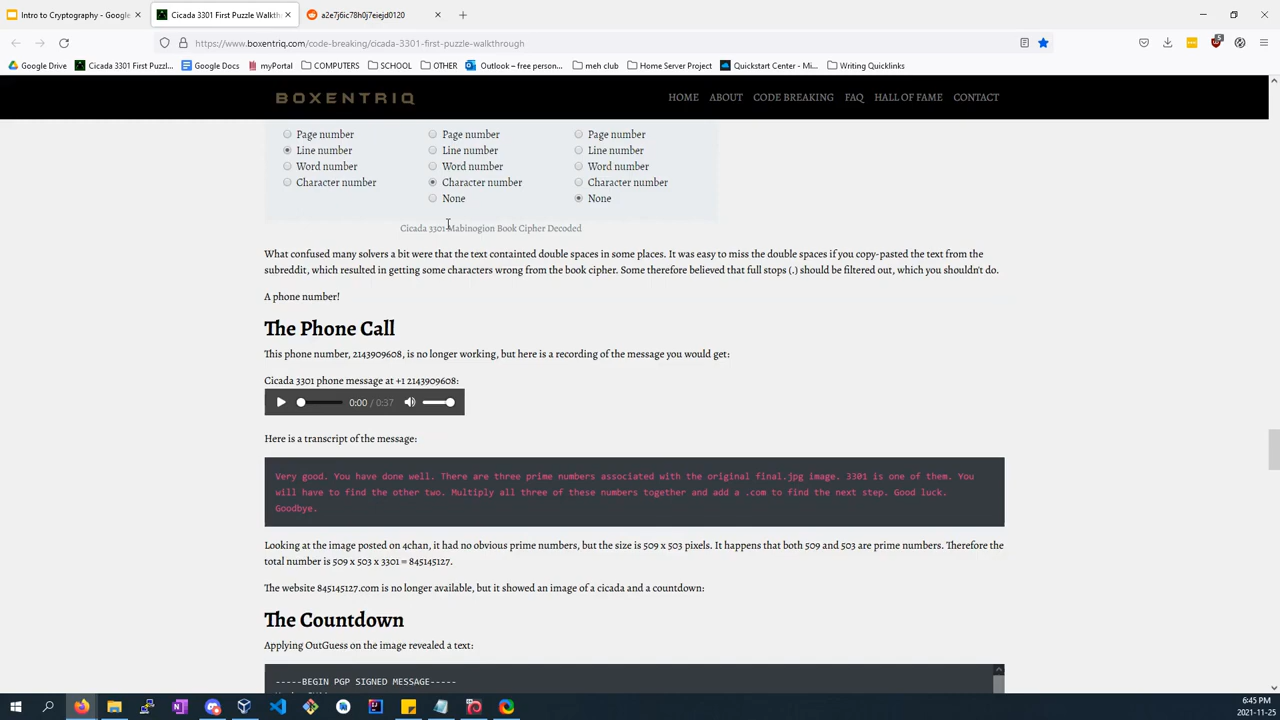 Intro to Cryptography - Google
Cicada 3301 First Puzzle Walkth
a2e7j6ic78h0j7eiejd0120
https://www.boxentriq.com/code-breaking/cicada-3301-first-puzzle-walkthrough
5
Google Drive
Cicada 3301 First Puzzl...
Google Docs
myPortal
COMPUTERS
SCHOOL
OTHER
Outlook – free person...
meh club
Home Server Project
Quickstart Center - Mi...
Writing Quicklinks
BOXENTRIQ
HOME ABOUT CODE BREAKING FAQ HALL OF FAME CONTACT
Page number Page number Page number
Line number Line number Line number
Word number Word number Word number
Character number Character number Character number
None None
Cicada 3301 Mabinogion Book Cipher Decoded
What confused many solvers a bit were that the text containted double spaces in some places. It was easy to miss the double spaces if you copy-pasted the text from the
subreddit, which resulted in getting some characters wrong from the book cipher. Some therefore believed that full stops (.) should be filtered out, which you shouldn't do.
A phone number!
The Phone Call
This phone number, 2143909608, is no longer working, but here is a recording of the message you would get:
Cicada 3301 phone message at +1 2143909608:
0:00 / 0:37
Here is a transcript of the message:
Very good. You have done well. There are three prime numbers associated with the original final.jpg image. 3301 is one of them. You
will have to find the other two. Multiply all three of these numbers together and add a .com to find the next step. Good luck.
Goodbye.
Looking at the image posted on 4chan, it had no obvious prime numbers, but the size is 509 x 503 pixels. It happens that both 509 and 503 are prime numbers. Therefore the
total number is 509 x 503 x 3301 = 845145127.
The website 845145127.com is no longer available, but it showed an image of a cicada and a countdown:
The Countdown
Applying OutGuess on the image revealed a text:
-----BEGIN PGP SIGNED MESSAGE-----
6:45 PM
2021-11-25